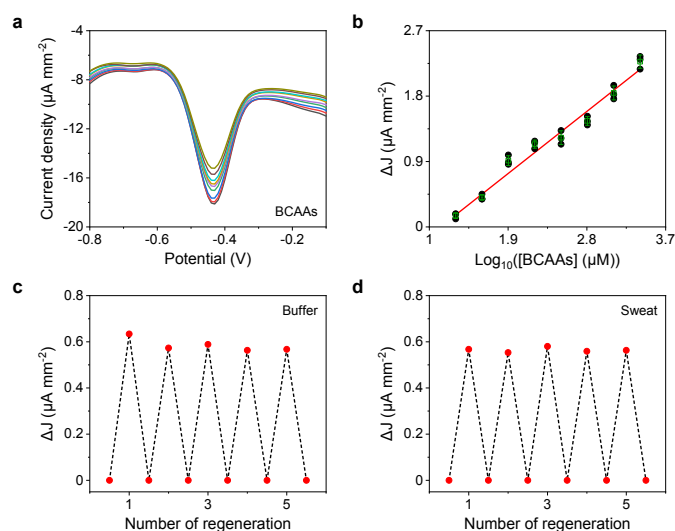 a
-4
-8
-12
-16
-20
Current density (µA mm⁻²)
BCAAs
-0.8
-0.6
-0.4
-0.2
Potential (V)
b
2.7
1.8
0.9
0
ΔJ (µA mm⁻²)
1
1.9
2.8
3.7
Log₁₀([BCAAs] (µM))
c
0.8
0.6
0.4
0.2
0
ΔJ (µA mm⁻²)
Buffer
1
3
5
Number of regeneration
d
0.8
0.6
0.4
0.2
0
ΔJ (µA mm⁻²)
Sweat
1
3
5
Number of regeneration